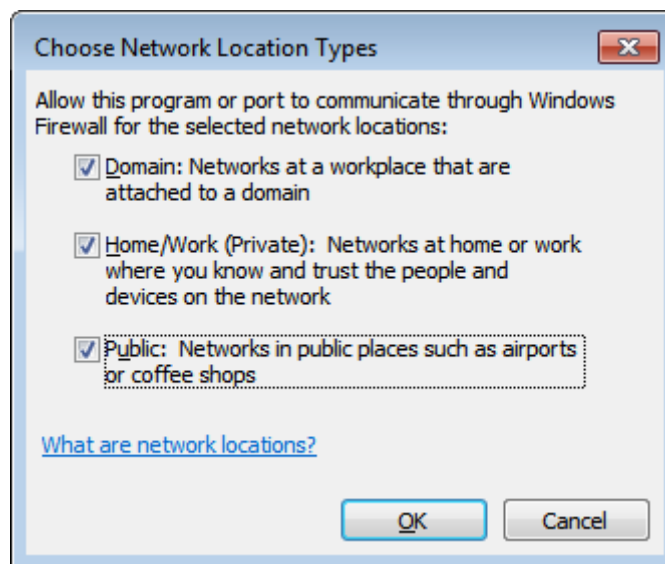 Choose Network Location Types
Allow this program or port to communicate through Windows
Firewall for the selected network locations:
Domain: Networks at a workplace that are
attached to a domain
Home/Work (Private): Networks at home or work
where you know and trust the people and
devices on the network
Public: Networks in public places such as airports
or coffee shops
What are network locations?
OK
Cancel